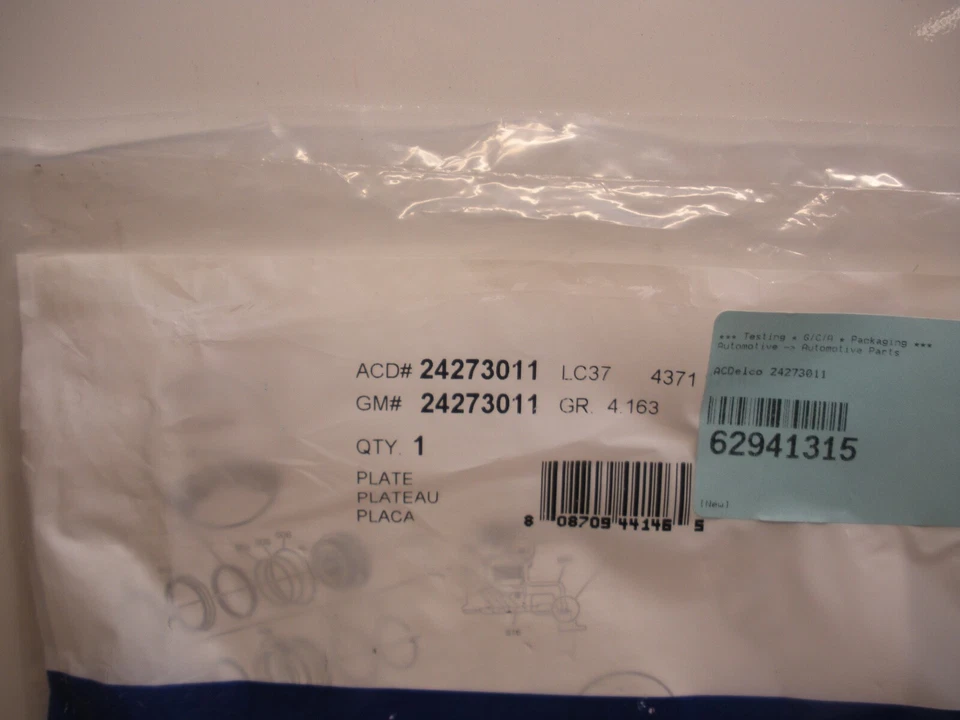 ACD# 24273011 LC37 4371
GM# 24273011 GR. 4.163
QTY. 1
PLATE
PLATEAU
PLACA
8 08709 44146 5
*** Testing + G/C/A + Packaging ***
Automotive -> Automotive Parts
ACDelco 24273011
62941315
[New]